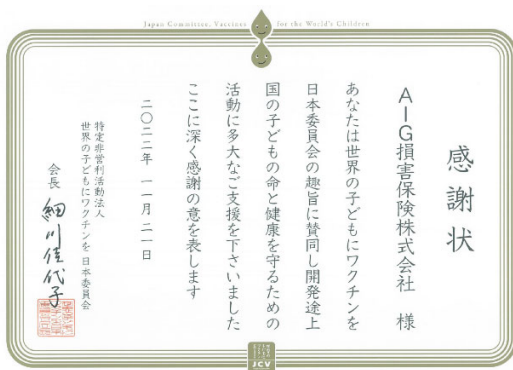 Japan Committee, Vaccines for the World's Children
感謝状
AIG損害保険株式会社 様
あなたは世界の子どもにワクチンを
日本委員会の趣旨に賛同し開発途上
国の子どもの命と健康を守るための
活動に多大なご支援を下さいました
ここに深く感謝の意を表します
二〇二二年 一一月 二一日
特定非営利活動法人
世界の子どもにワクチンを 日本委員会
会長 細川佳代子
JCV